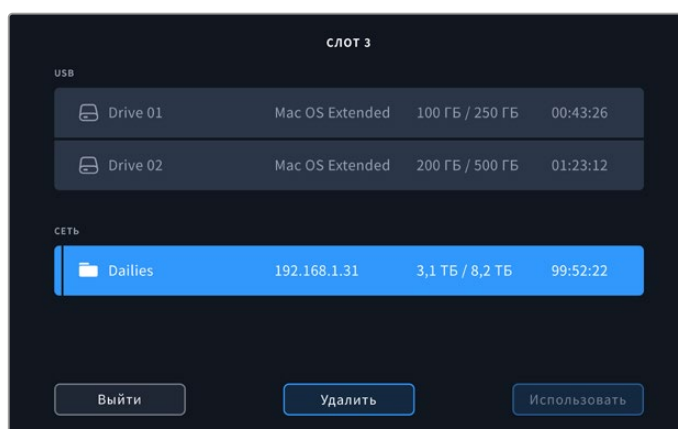 СЛОТ 3
USB
Drive 01 Mac OS Extended 100 ГБ / 250 ГБ 00:43:26
Drive 02 Mac OS Extended 200 ГБ / 500 ГБ 01:23:12
СЕТЬ
Dailies 192.168.1.31 3,1 ТБ / 8,2 ТБ 99:52:22
Выйти Удалить Использовать